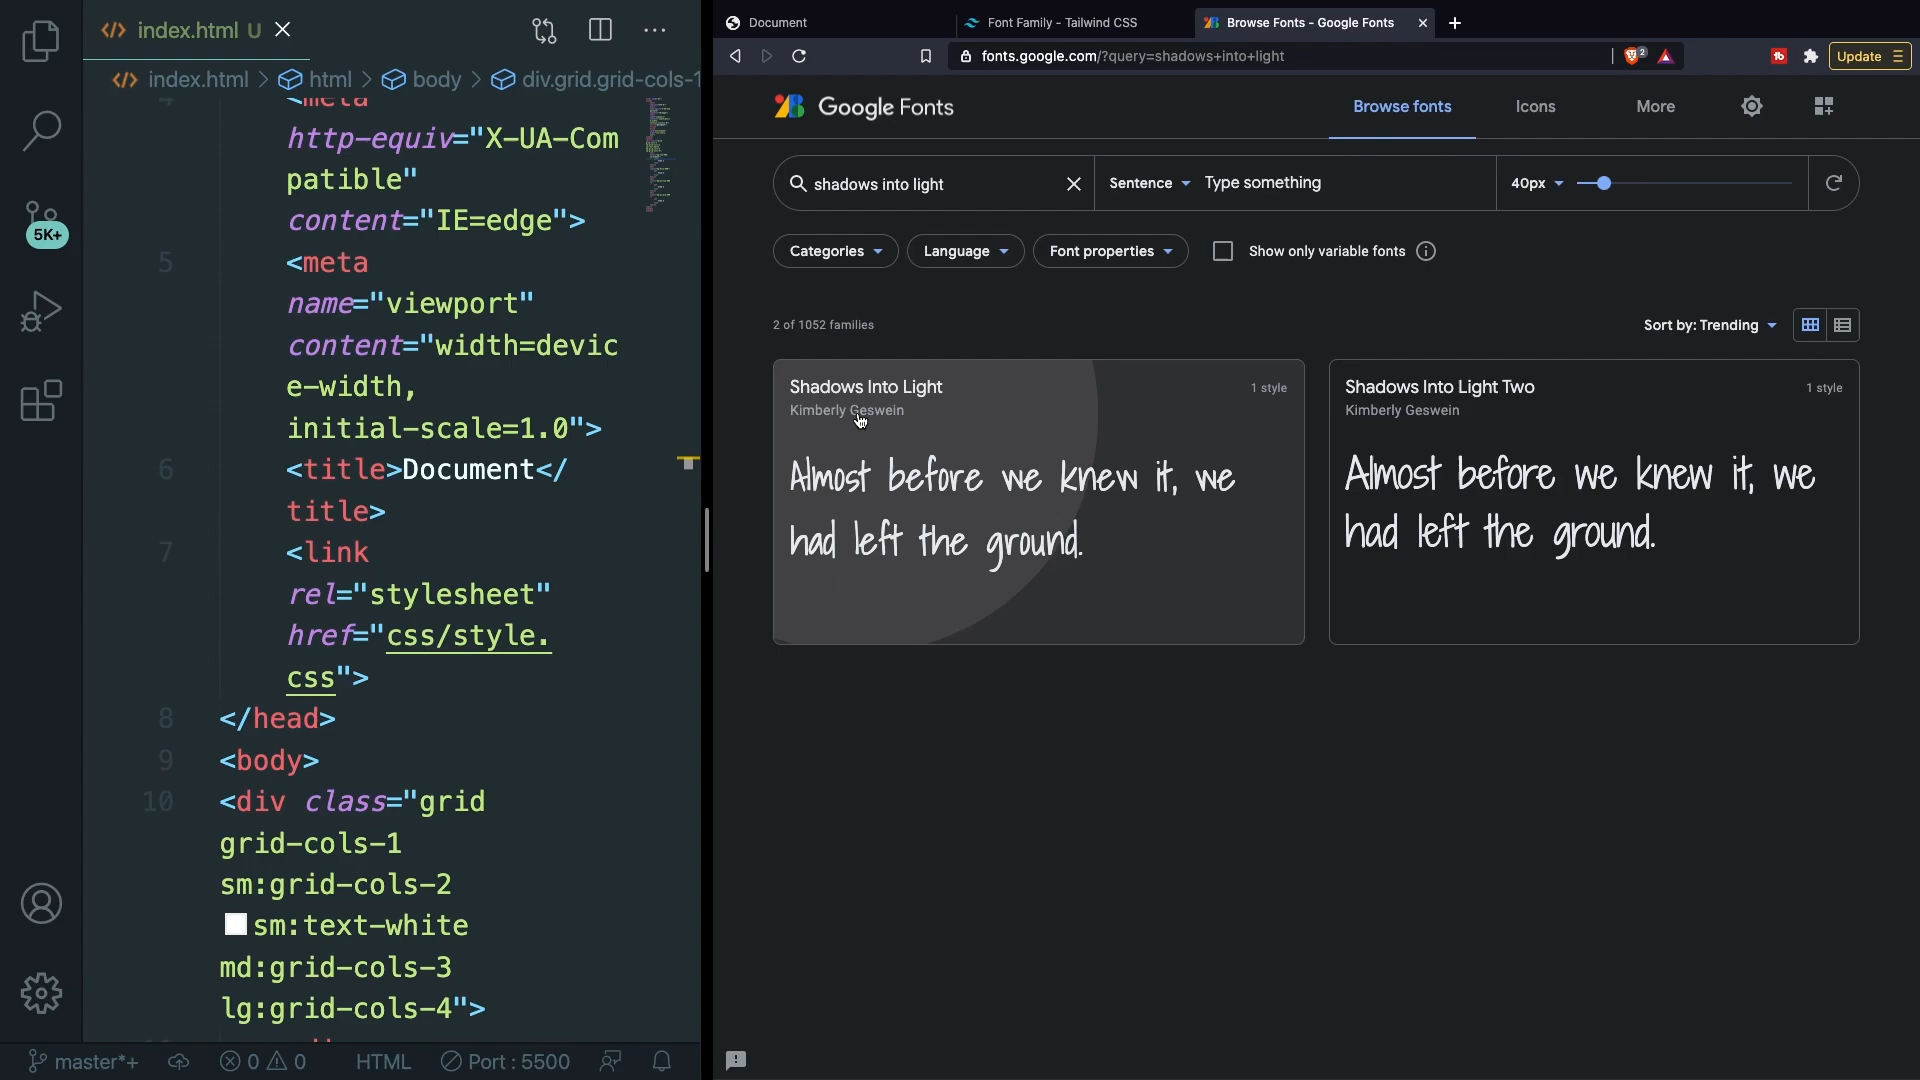 index.html U
index.html > html > body > div.grid.grid-cols-1
4 <meta
http-equiv="X-UA-Com
patible"
content="IE=edge">
5 <meta
name="viewport"
content="width=devic
e-width,
initial-scale=1.0">
6 <title>Document</
title>
7 <link
rel="stylesheet"
href="css/style.
css">
8 </head>
9 <body>
10 <div class="grid
grid-cols-1
sm:grid-cols-2
sm:text-white
md:grid-cols-3
lg:grid-cols-4">
5K+
master*+ 0 0 HTML Port : 5500
Document
Font Family - Tailwind CSS
Browse Fonts - Google Fonts
fonts.google.com/?query=shadows+into+light
2
Update
Google Fonts
Browse fonts
Icons
More
shadows into light
Sentence
Type something
40px
Categories
Language
Font properties
Show only variable fonts
2 of 1052 families
Sort by: Trending
Shadows Into Light
1 style
Kimberly Geswein
Almost before we knew it, we
had left the ground.
Shadows Into Light Two
1 style
Kimberly Geswein
Almost before we knew it, we
had left the ground.